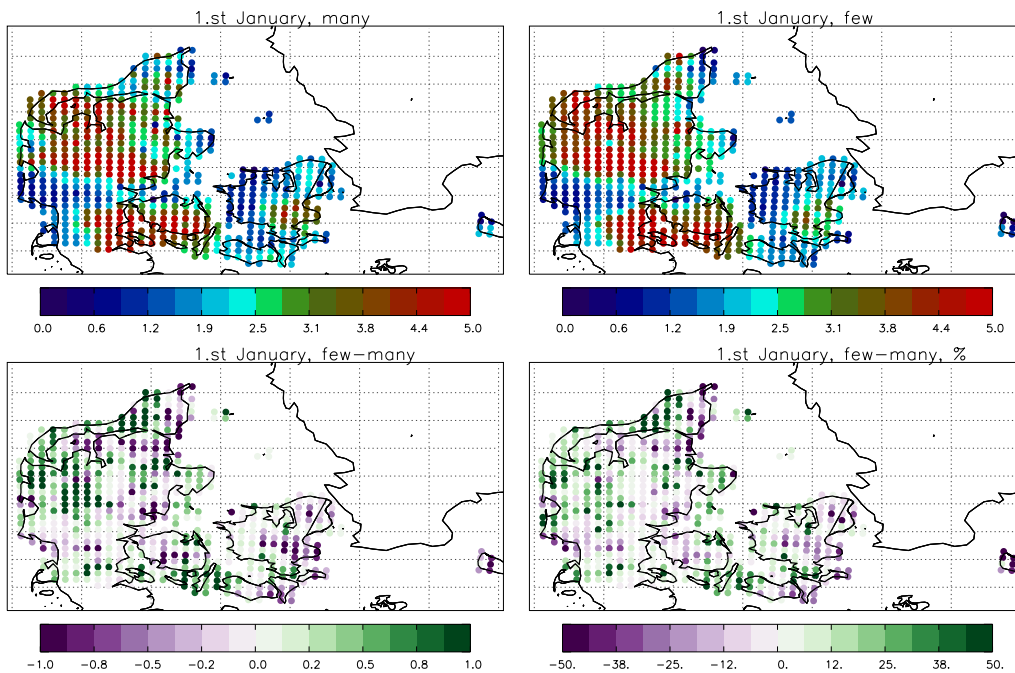 1.st January, many
1.st January, few
0.0 0.6 1.2 1.9 2.5 3.1 3.8 4.4 5.0
0.0 0.6 1.2 1.9 2.5 3.1 3.8 4.4 5.0
1.st January, few−many
1.st January, few−many, %
−1.0 −0.8 −0.5 −0.2 0.0 0.2 0.5 0.8 1.0
−50. −38. −25. −12. 0. 12. 25. 38. 50.